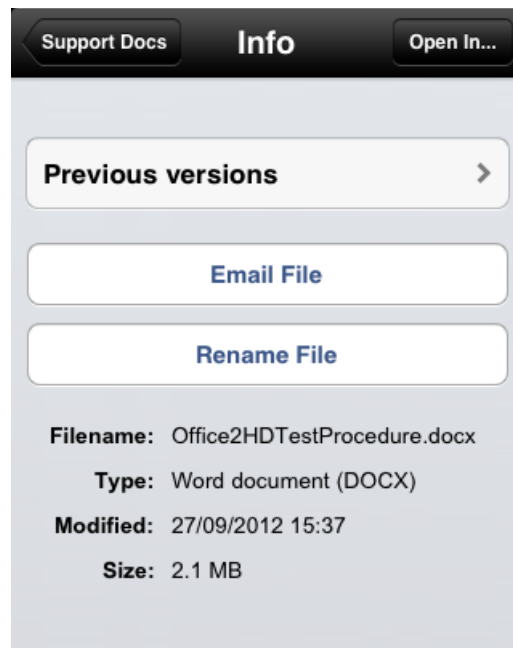 Support Docs Info Open In...
Previous versions
Email File
Rename File
Filename: Office2HDTestProcedure.docx
Type: Word document (DOCX)
Modified: 27/09/2012 15:37
Size: 2.1 MB